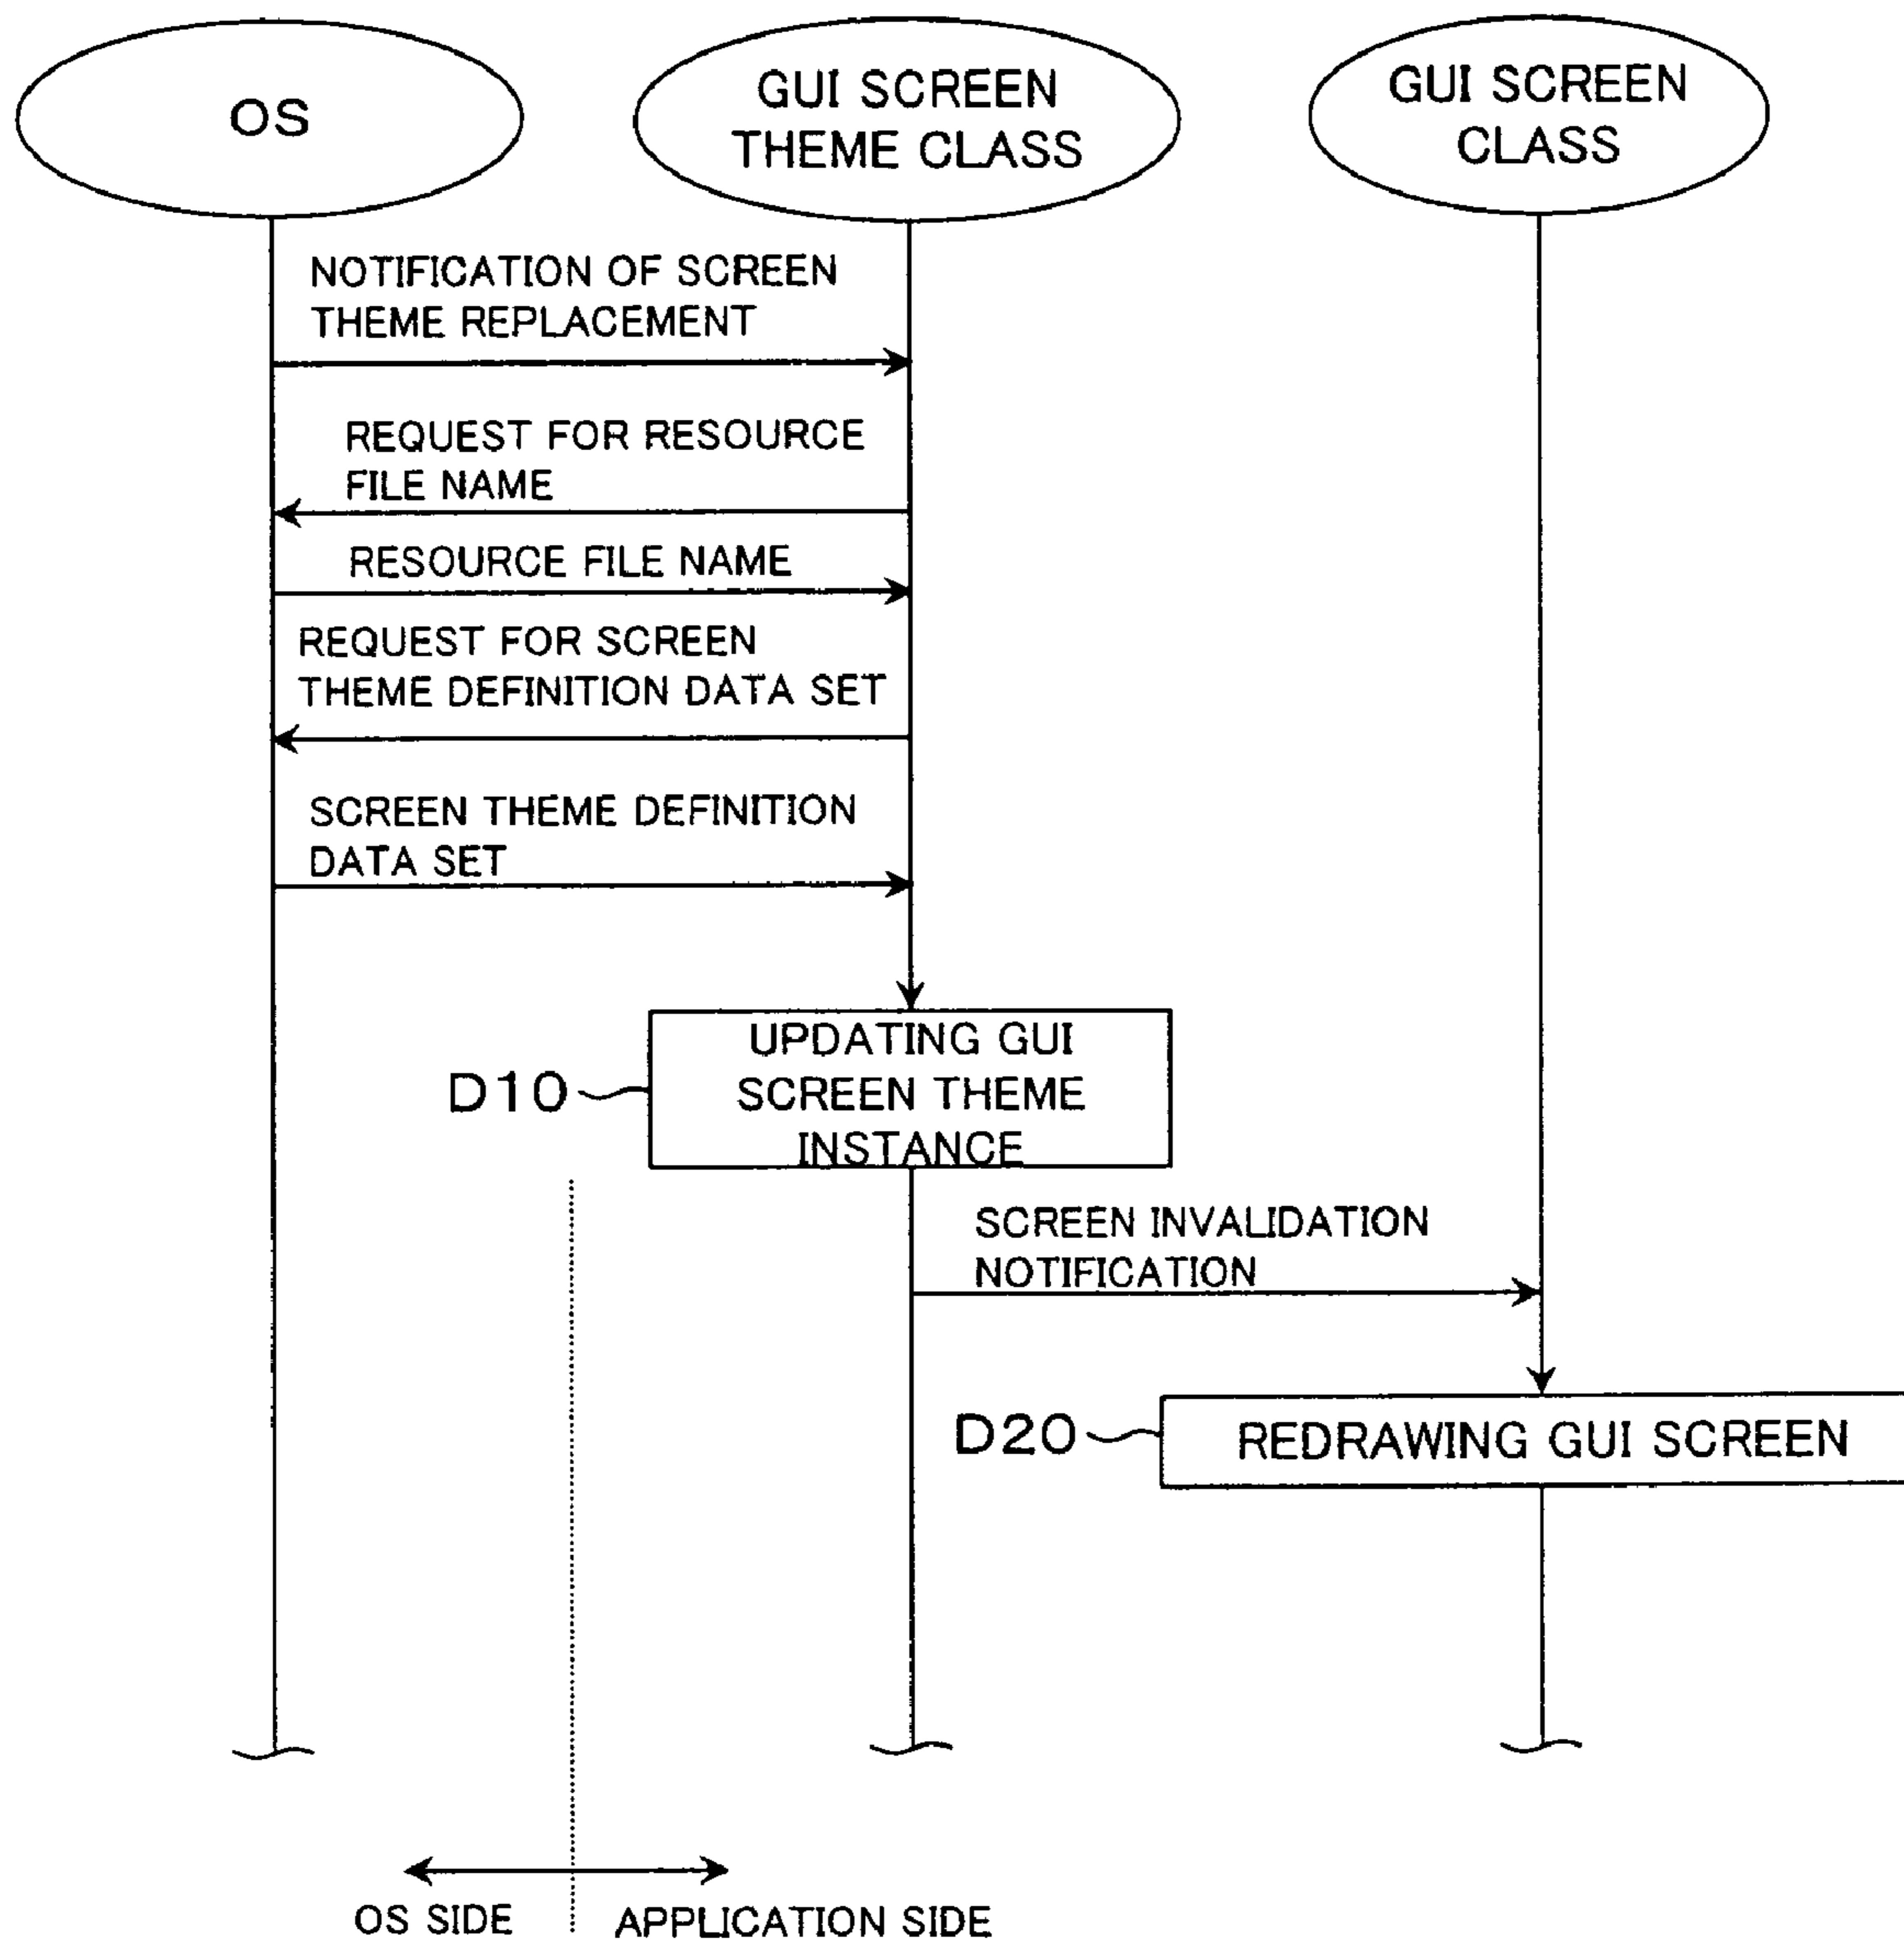 OS
GUI SCREEN
THEME CLASS
GUI SCREEN
CLASS
NOTIFICATION OF SCREEN
THEME REPLACEMENT
REQUEST FOR RESOURCE
FILE NAME
RESOURCE FILE NAME
REQUEST FOR SCREEN
THEME DEFINITION DATA SET
SCREEN THEME DEFINITION
DATA SET
D10
UPDATING GUI
SCREEN THEME
INSTANCE
SCREEN INVALIDATION
NOTIFICATION
D20
REDRAWING GUI SCREEN
OS SIDE
APPLICATION SIDE